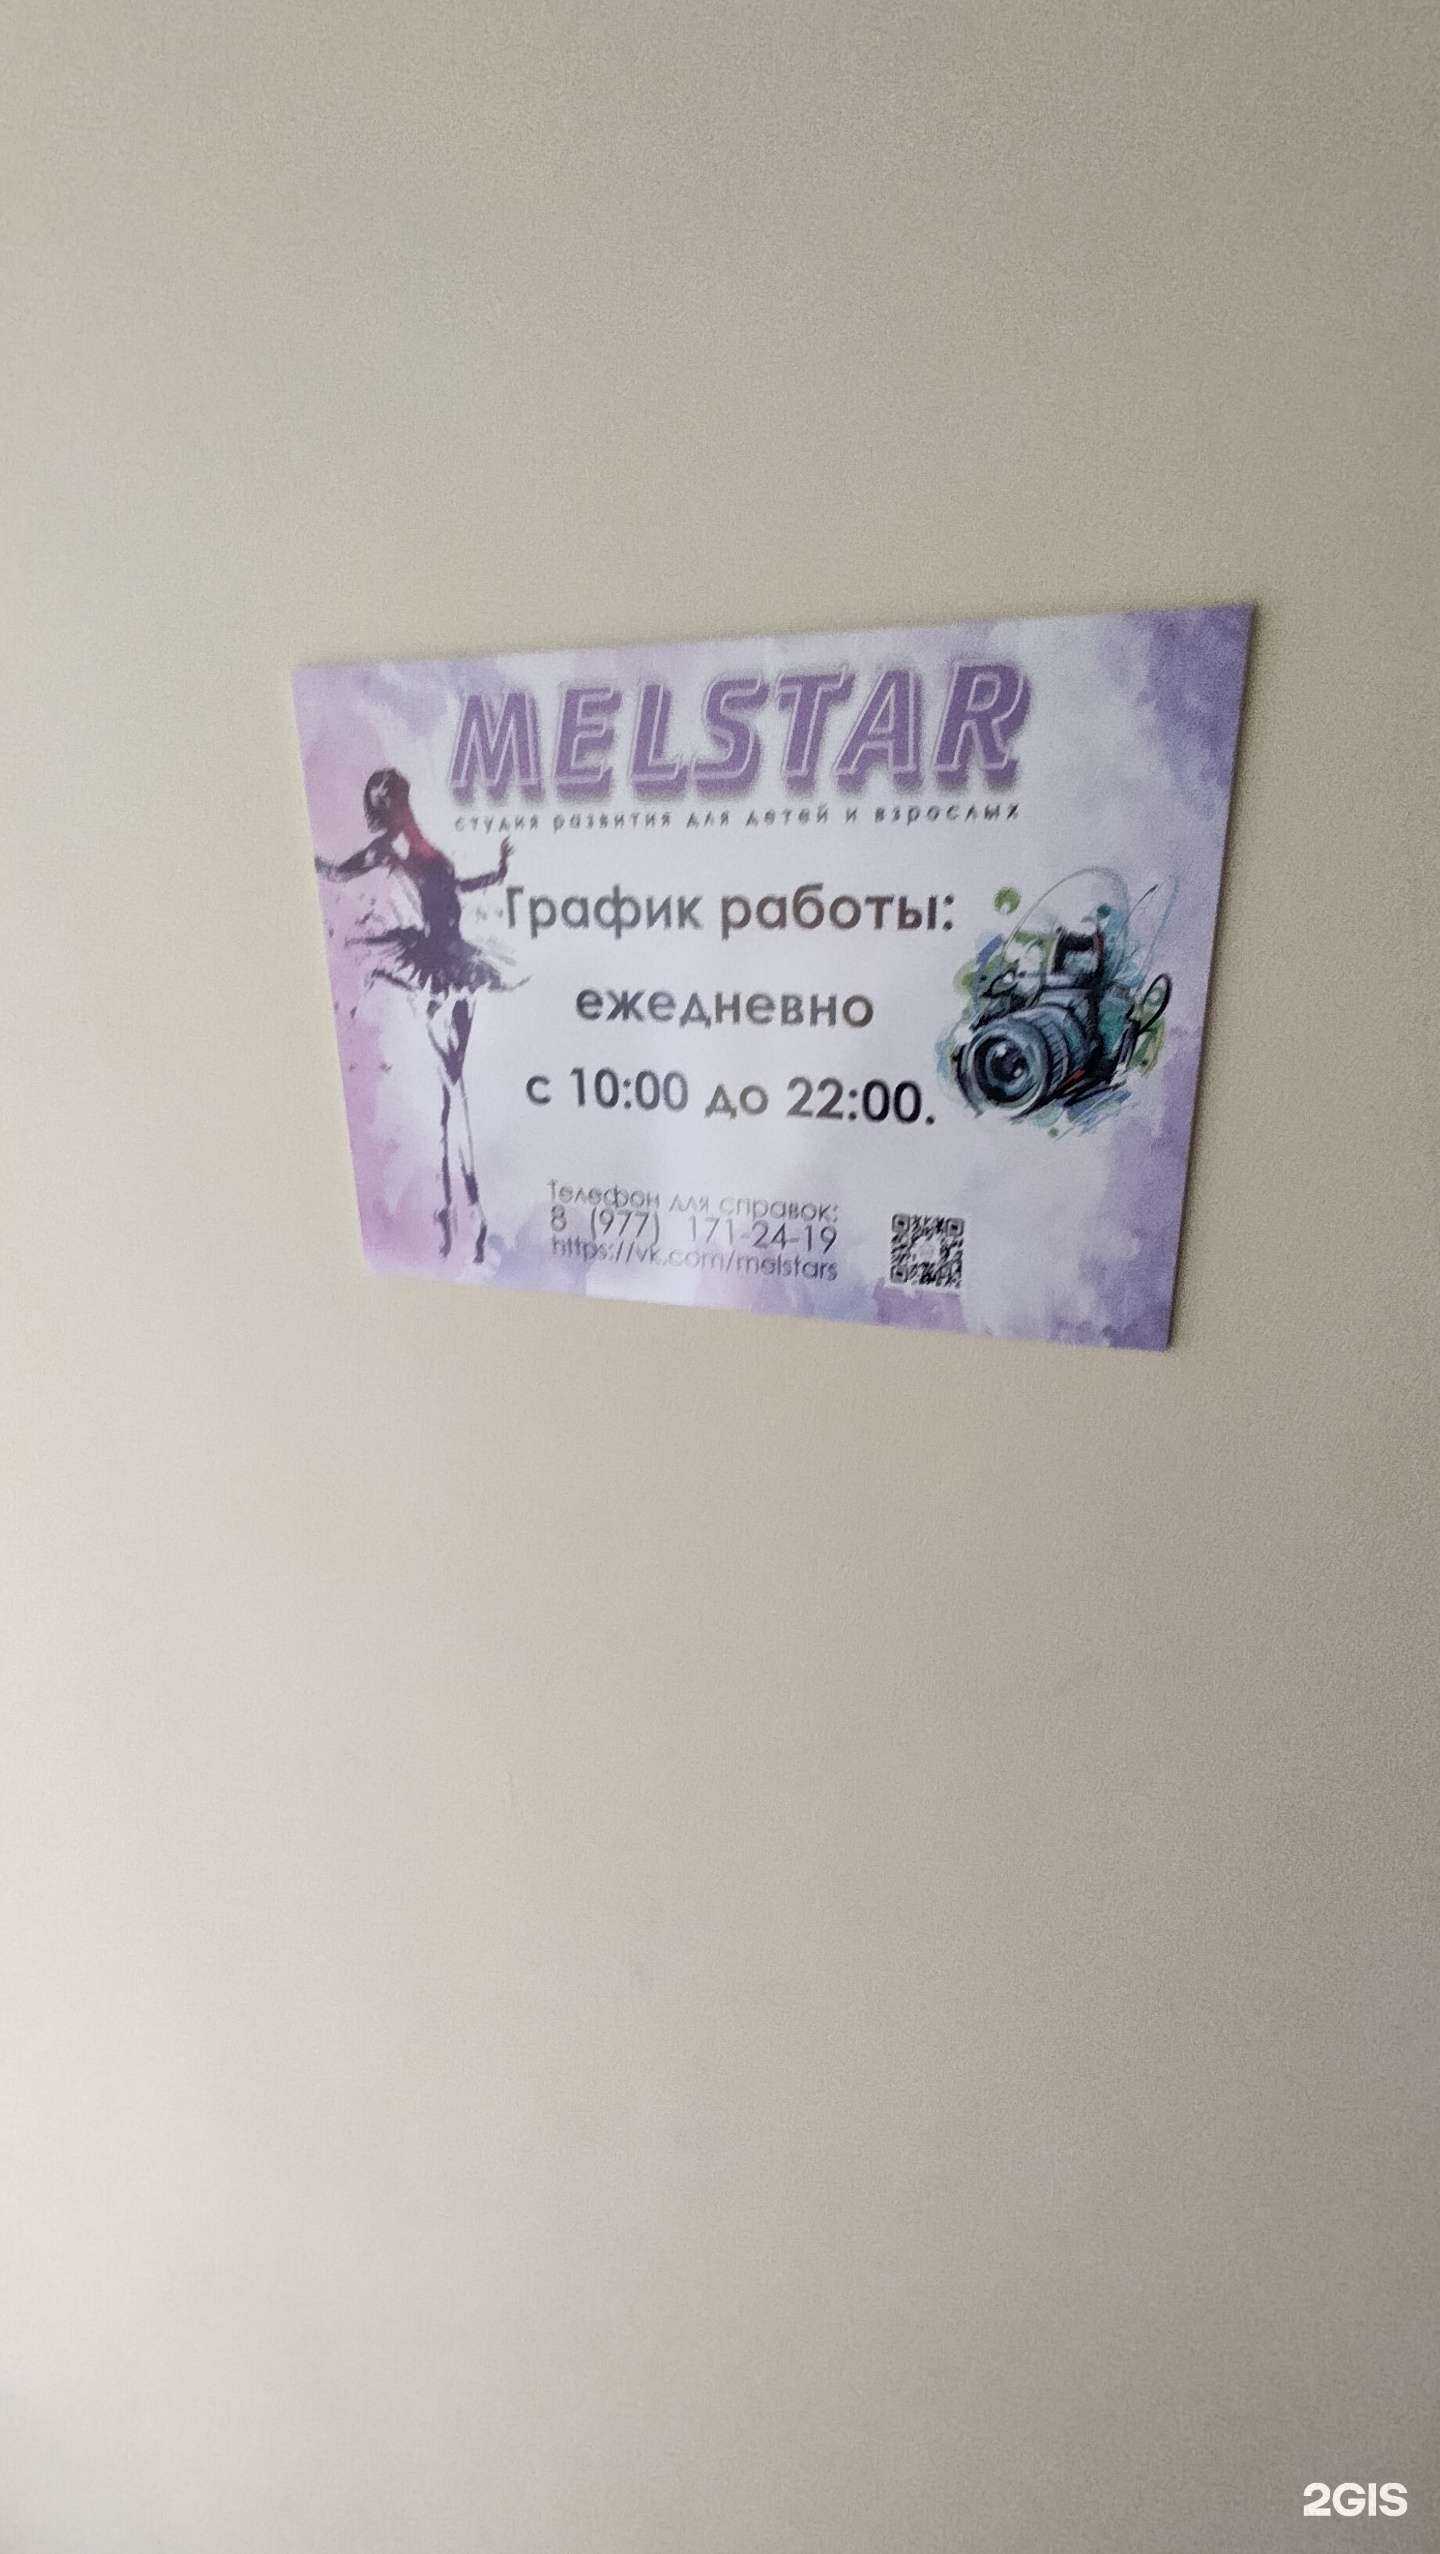 MELSTAR
студия развития для детей и взрослых
График работы:
ежедневно
с 10:00 до 22:00.
Телефон для справок:
8 (977) 171-24-19
https://vk.com/melstars
2GIS